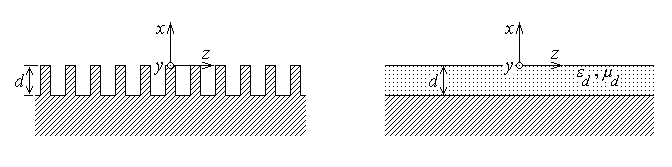 x
y z
d
x
y z
d ε_d , μ_d